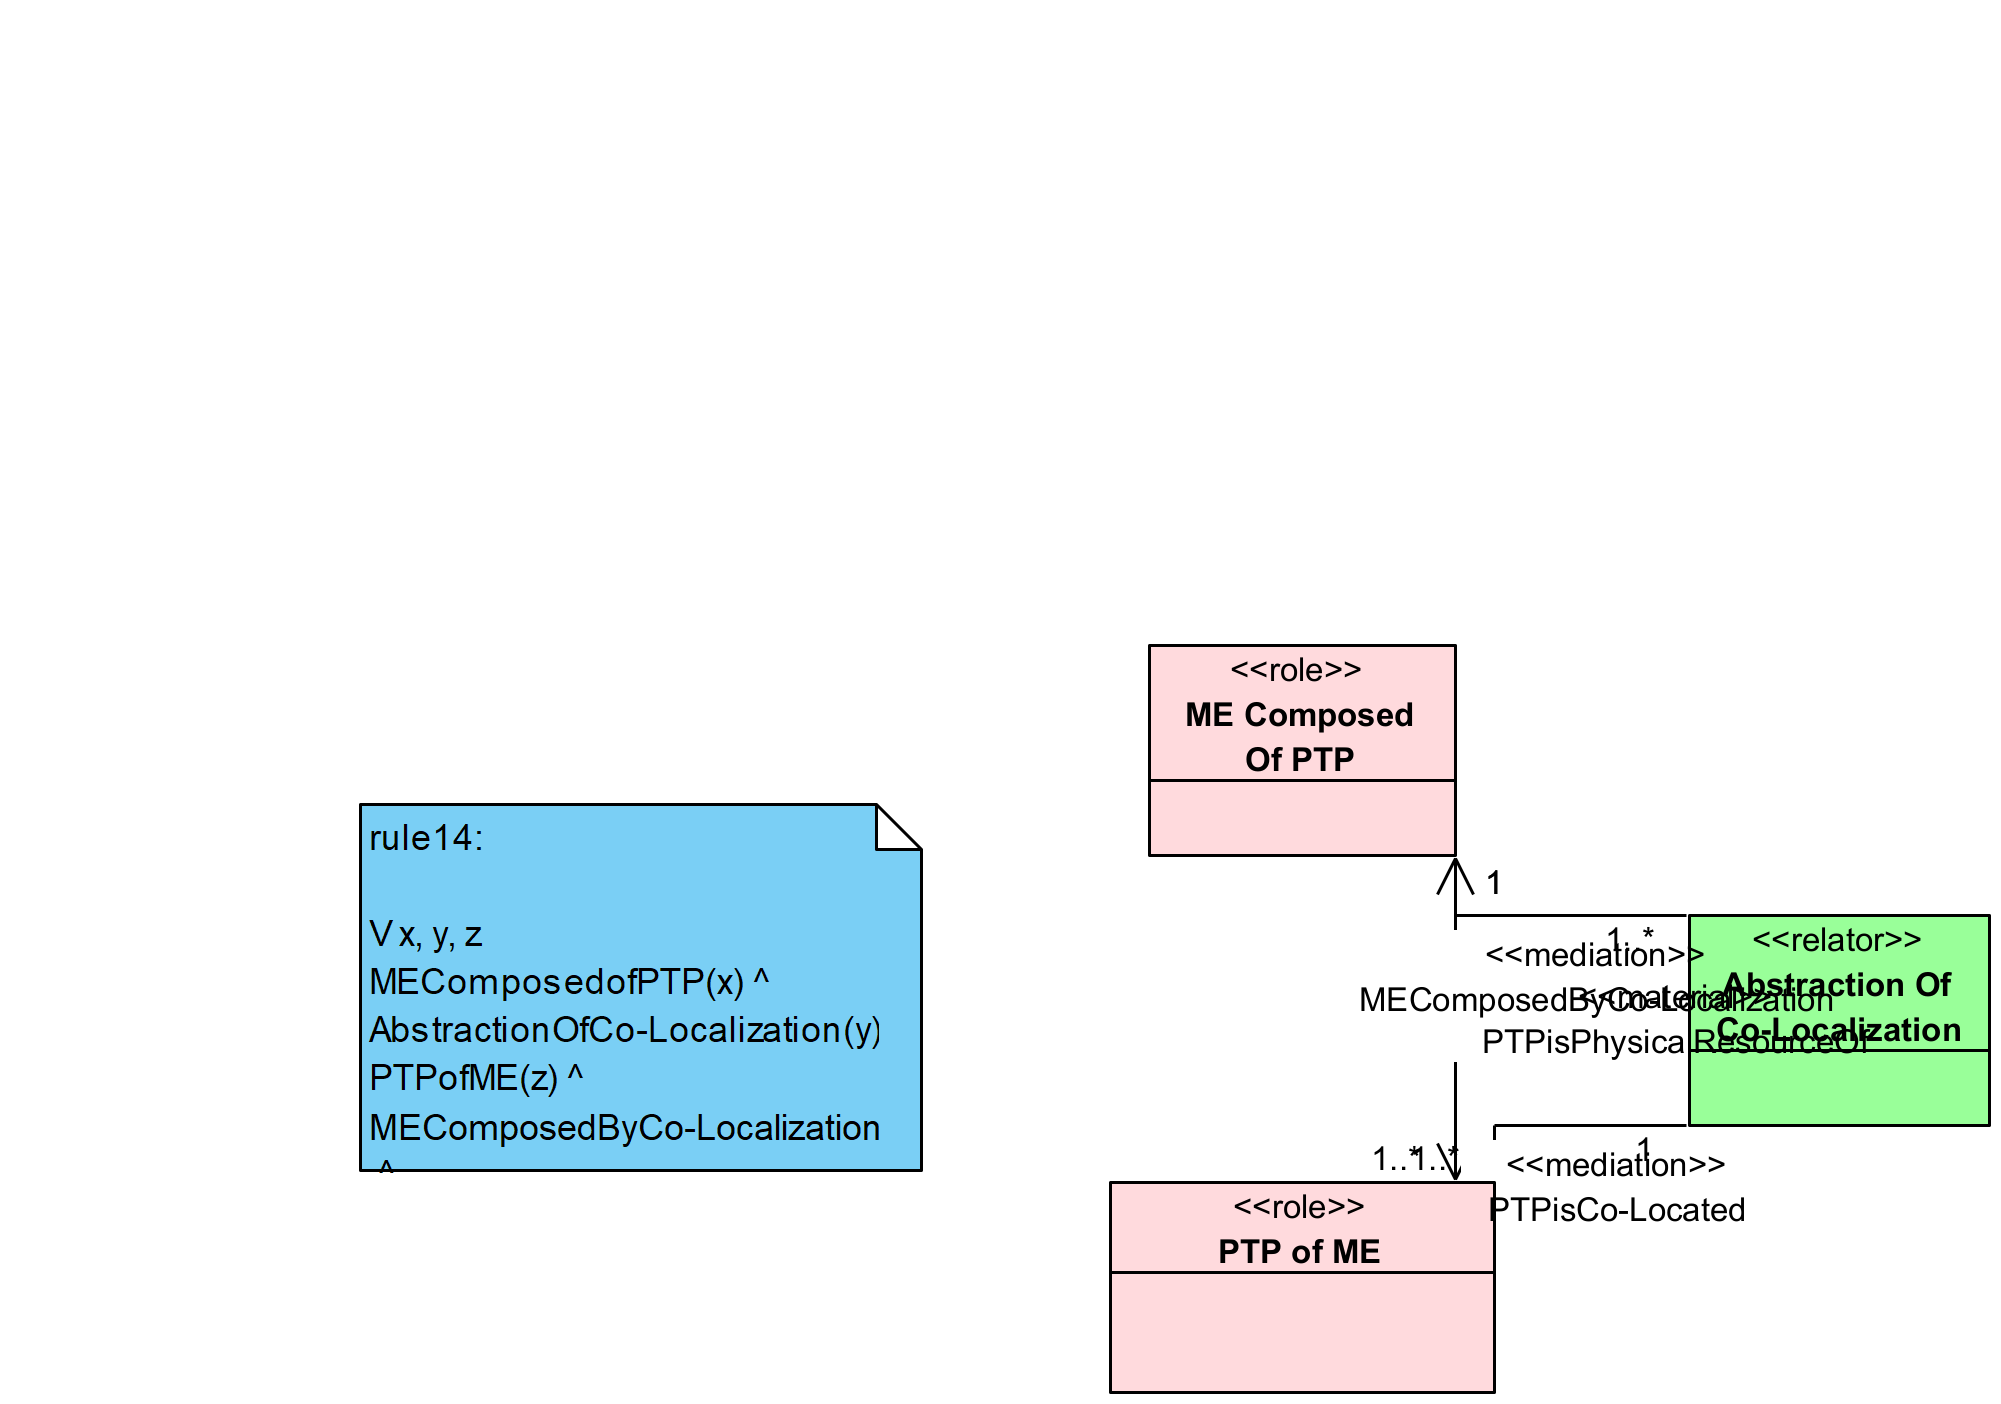 <<role>>
ME Composed
Of PTP
rule14:
V x, y, z
MEComposedofPTP(x) ^
AbstractionOfCo-Localization(y)
PTPofME(z) ^
MEComposedByCo-Localization
^
1
1..*
<<mediation>>
MEComposedByCo-Localization
<<material>>
PTPisPhysicalResourceOf
<<relator>>
Abstraction Of
Co-Localization
1..*
1..*
1
<<mediation>>
PTPisCo-Located
<<role>>
PTP of ME